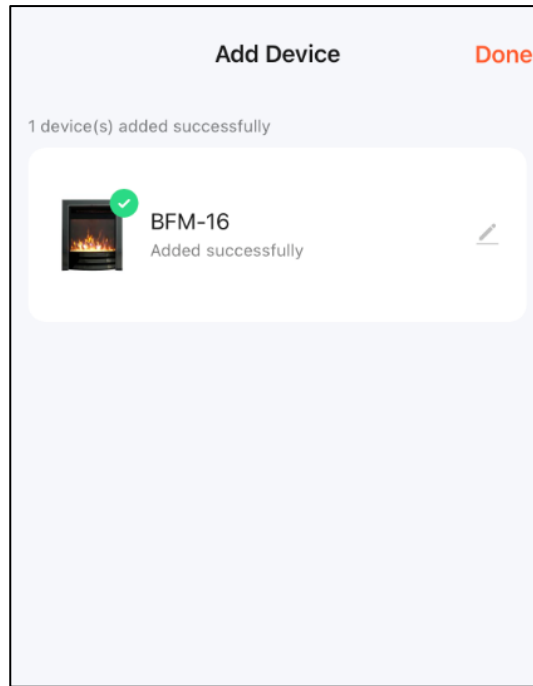 Add Device
Done
1 device(s) added successfully
BFM-16
Added successfully